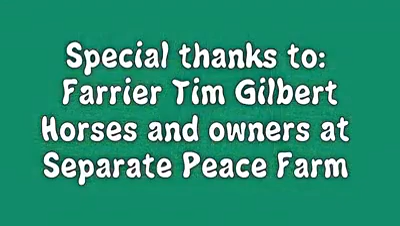 Special thanks to:
Farrier Tim Gilbert
Horses and owners at
Separate Peace Farm